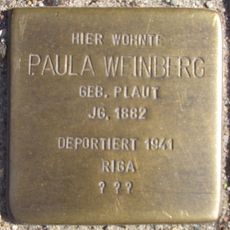 HIER WOHNTE
PAULA WEINBERG
GEB. PLAUT
JG. 1882
DEPORTIERT 1941
RIGA
? ? ?